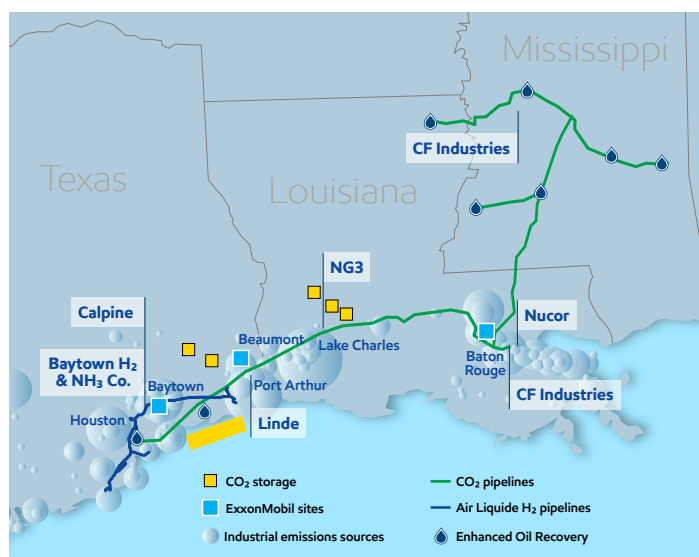 Mississippi
CF Industries
Texas
Louisiana
NG3
Calpine
Nucor
Beaumont
Lake Charles
Baytown H₂
& NH₃ Co.
Baton
Rouge
Baytown
Port Arthur
CF Industries
Houston
Linde
CO₂ storage
CO₂ pipelines
ExxonMobil sites
Air Liquide H₂ pipelines
Industrial emissions sources
Enhanced Oil Recovery